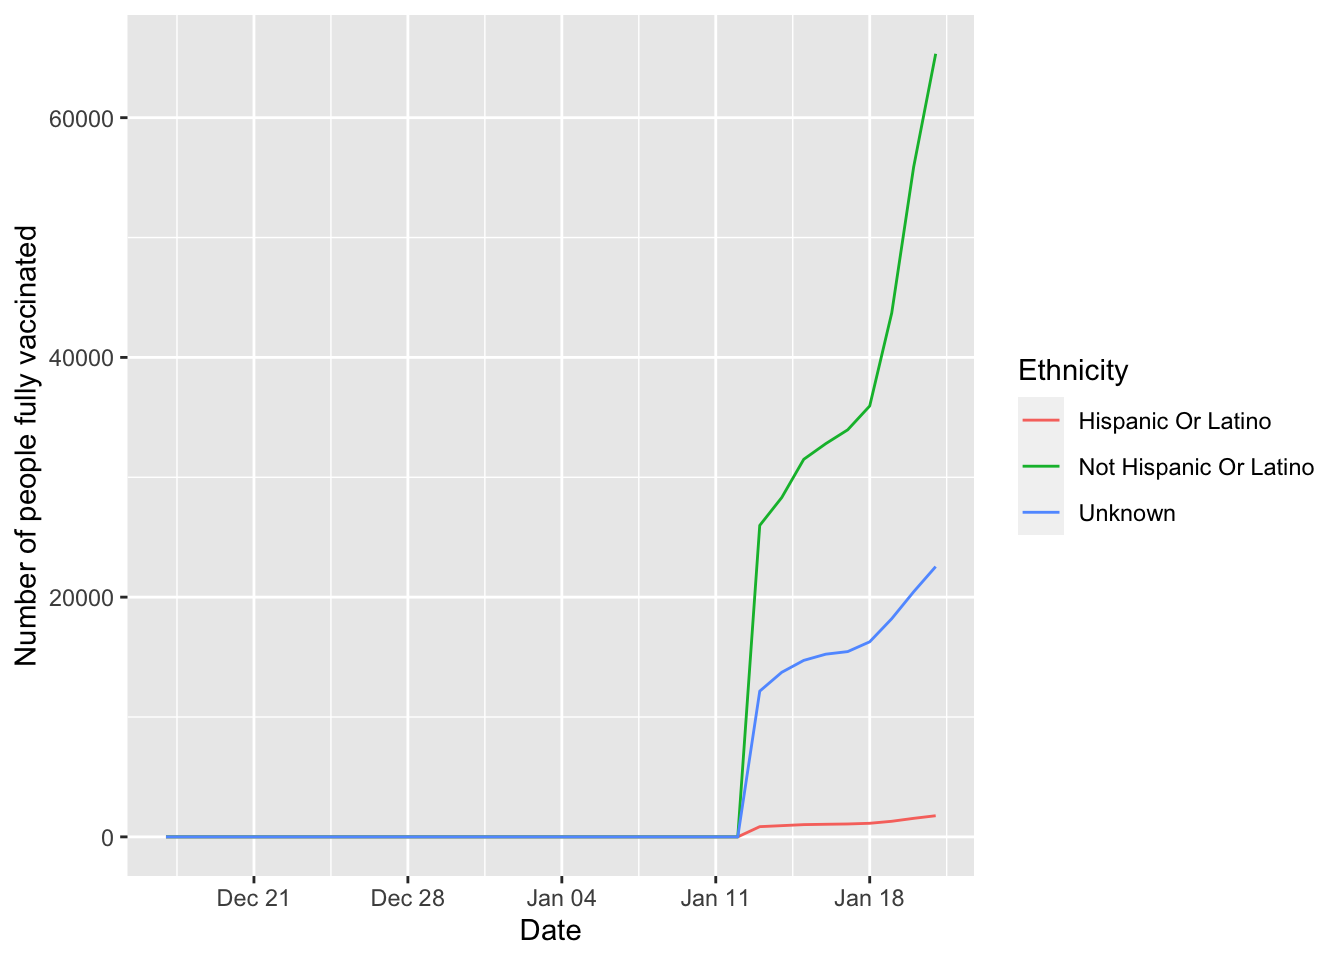 Number of people fully vaccinated
60000
40000
20000
0
Dec 21
Dec 28
Jan 04
Jan 11
Jan 18
Date
Ethnicity
Hispanic Or Latino
Not Hispanic Or Latino
Unknown